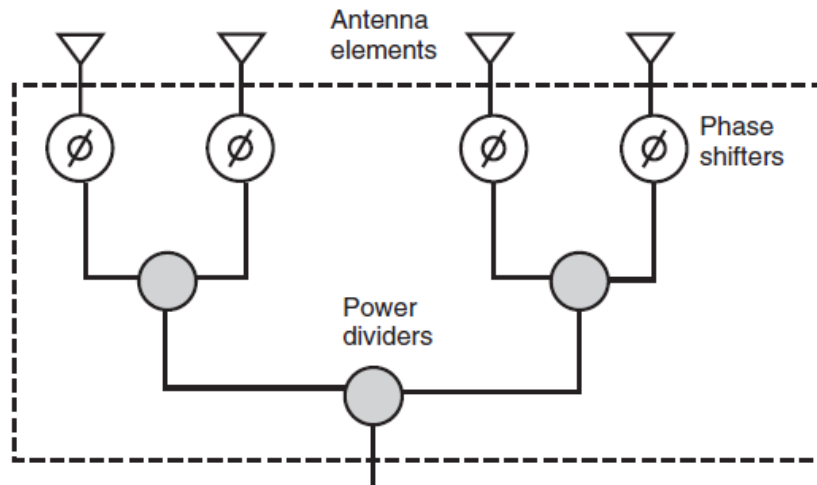 Antenna
elements
Phase
shifters
Power
dividers